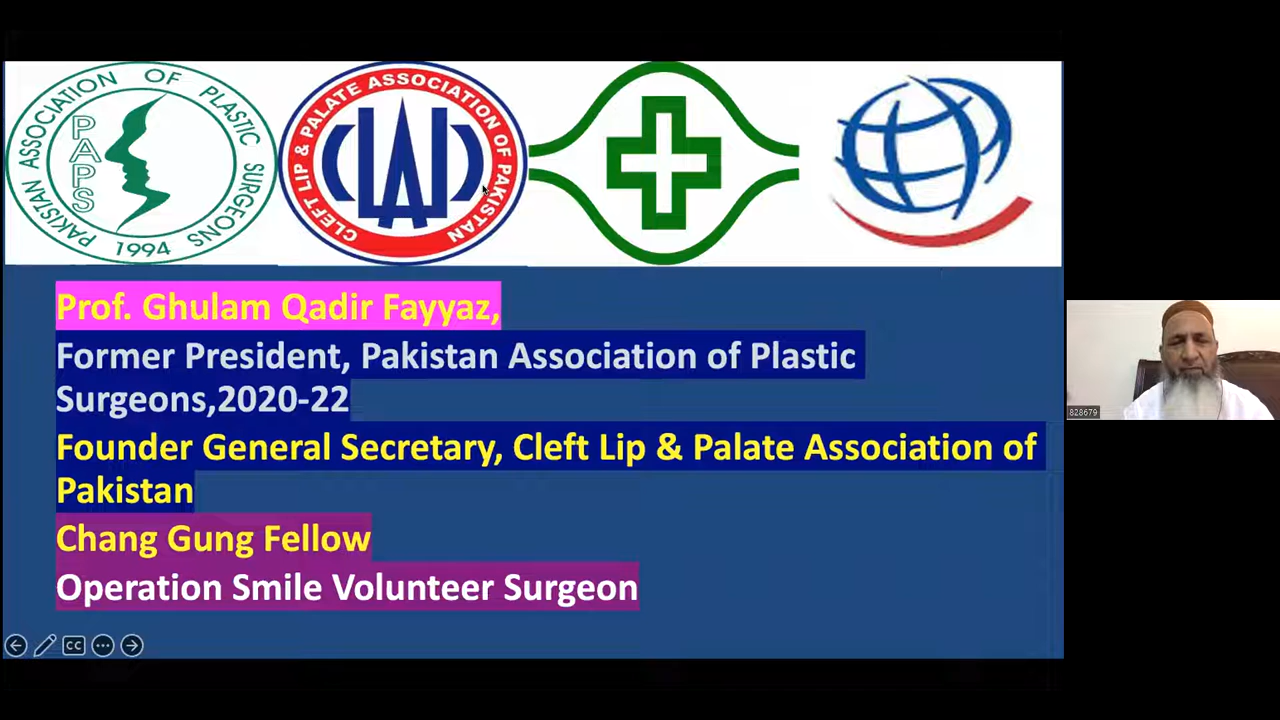 PAKISTAN ASSOCIATION OF PLASTIC SURGEONS
PAPS
1994
CLEFT LIP & PALATE ASSOCIATION OF PAKISTAN
Prof. Ghulam Qadir Fayyaz,
Former President, Pakistan Association of Plastic
Surgeons,2020-22
Founder General Secretary, Cleft Lip & Palate Association of
Pakistan
Chang Gung Fellow
Operation Smile Volunteer Surgeon
CC
828679